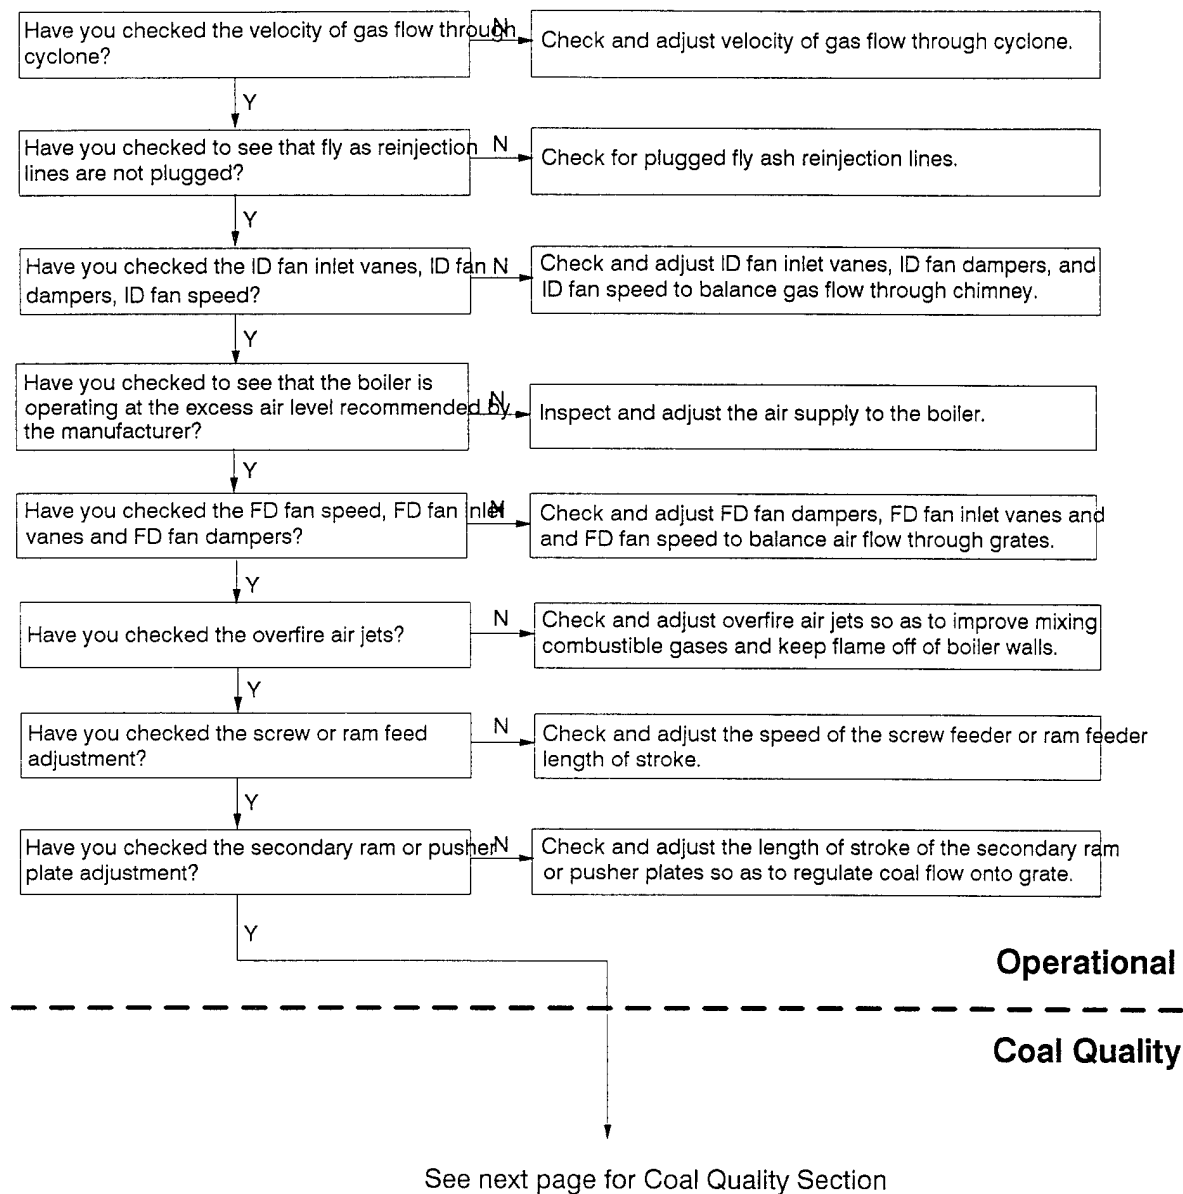 Have you checked the velocity of gas flow through
cyclone?
N
Check and adjust velocity of gas flow through cyclone.
Y
Have you checked to see that fly as reinjection
lines are not plugged?
N
Check for plugged fly ash reinjection lines.
Y
Have you checked the ID fan inlet vanes, ID fan
dampers, ID fan speed?
N
Check and adjust ID fan inlet vanes, ID fan dampers, and
ID fan speed to balance gas flow through chimney.
Y
Have you checked to see that the boiler is
operating at the excess air level recommended by
the manufacturer?
N
Inspect and adjust the air supply to the boiler.
Y
Have you checked the FD fan speed, FD fan inlet
vanes and FD fan dampers?
N
Check and adjust FD fan dampers, FD fan inlet vanes and
and FD fan speed to balance air flow through grates.
Y
Have you checked the overfire air jets?
N
Check and adjust overfire air jets so as to improve mixing
combustible gases and keep flame off of boiler walls.
Y
Have you checked the screw or ram feed
adjustment?
N
Check and adjust the speed of the screw feeder or ram feeder
length of stroke.
Y
Have you checked the secondary ram or pusher
plate adjustment?
N
Check and adjust the length of stroke of the secondary ram
or pusher plates so as to regulate coal flow onto grate.
Y
Operational
Coal Quality
See next page for Coal Quality Section